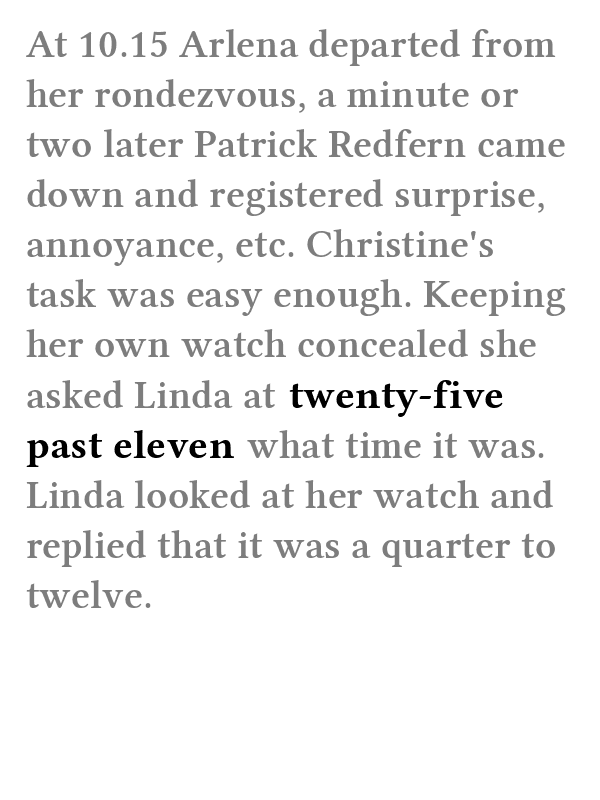 At 10.15 Arlena departed from
her rondezvous, a minute or
two later Patrick Redfern came
down and registered surprise,
annoyance, etc. Christine's
task was easy enough. Keeping
her own watch concealed she
asked Linda at twenty-five
past eleven what time it was.
Linda looked at her watch and
replied that it was a quarter to
twelve.